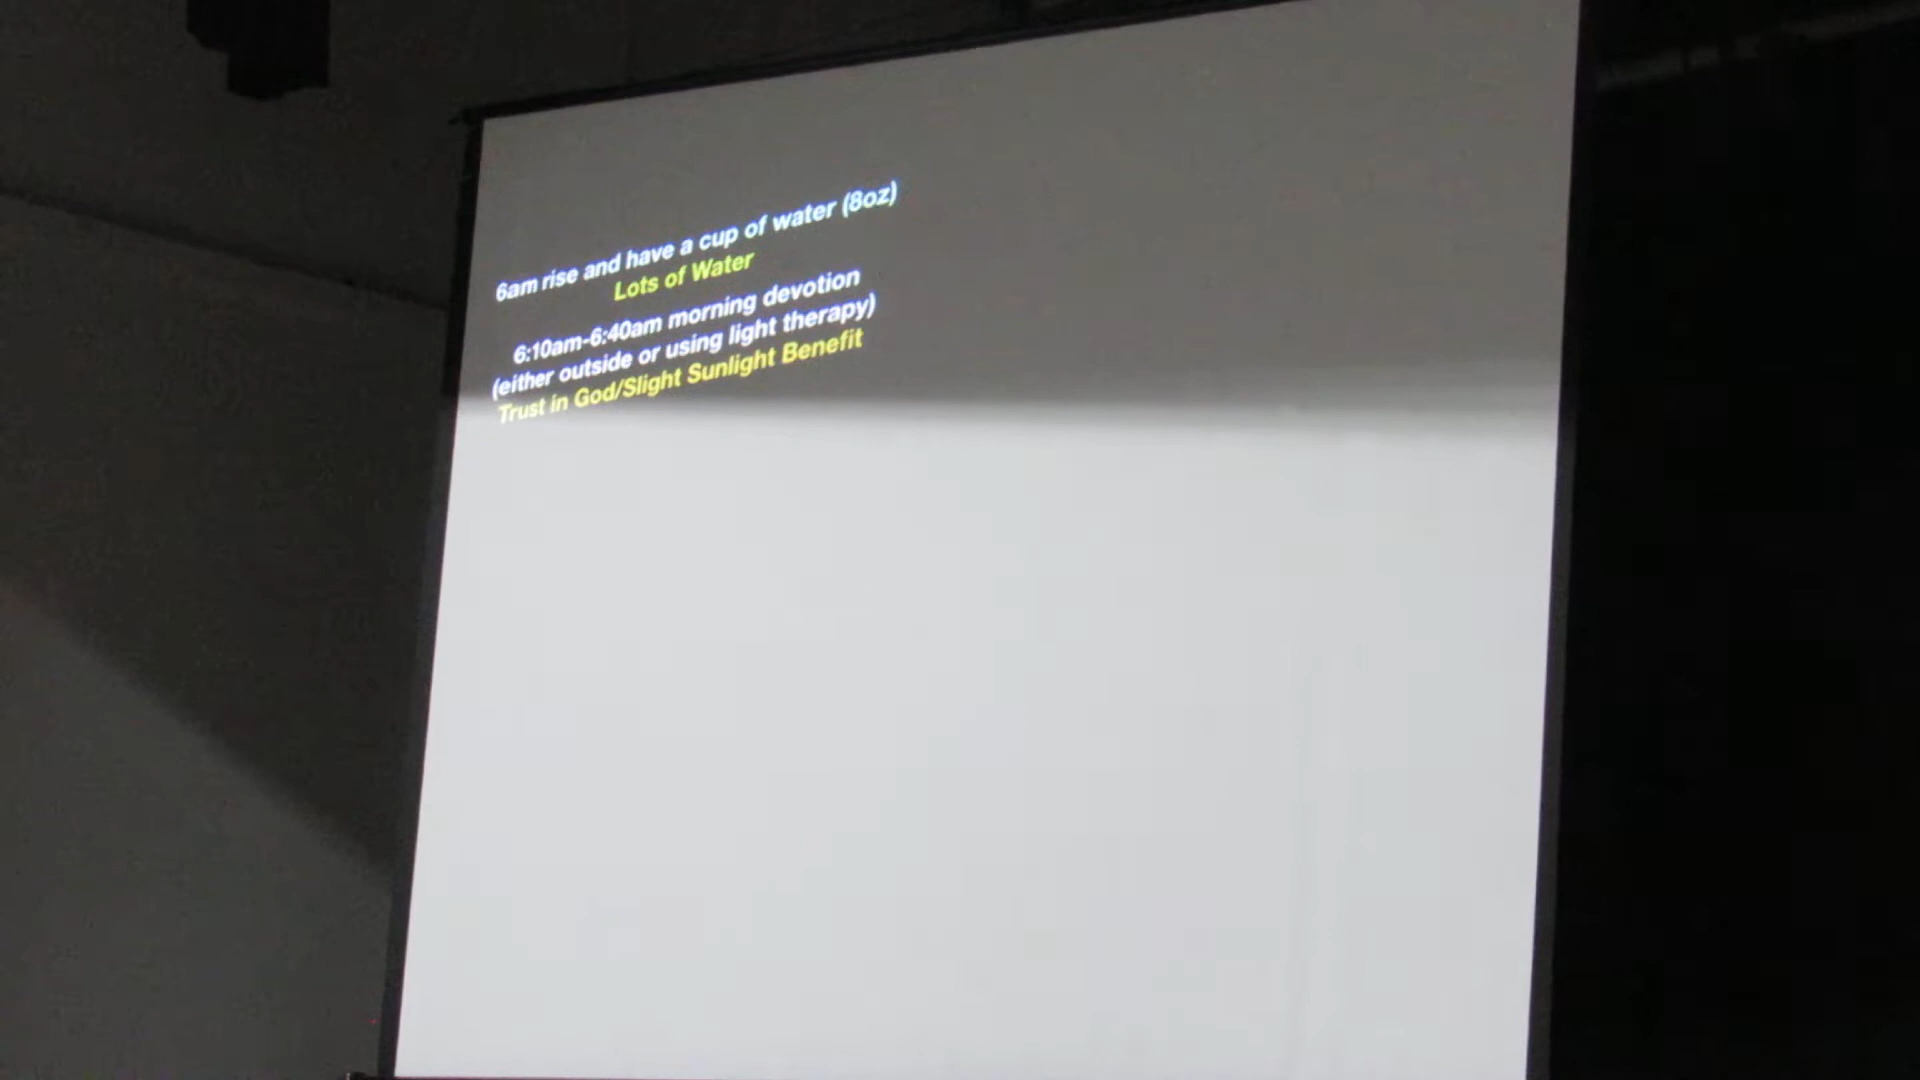 6am rise and have a cup of water (8oz)
Lots of Water
6:10am-6:40am morning devotion
(either outside or using light therapy)
Trust in God/Slight Sunlight Benefit